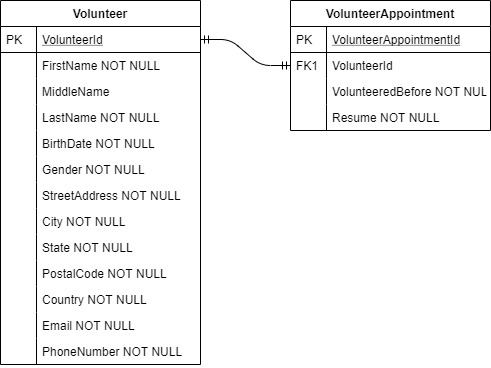 Volunteer
PK VolunteerId
FirstName NOT NULL
MiddleName
LastName NOT NULL
BirthDate NOT NULL
Gender NOT NULL
StreetAddress NOT NULL
City NOT NULL
State NOT NULL
PostalCode NOT NULL
Country NOT NULL
Email NOT NULL
PhoneNumber NOT NULL
VolunteerAppointment
PK VolunteerAppointmentId
FK1 VolunteerId
VolunteeredBefore NOT NUL
Resume NOT NULL